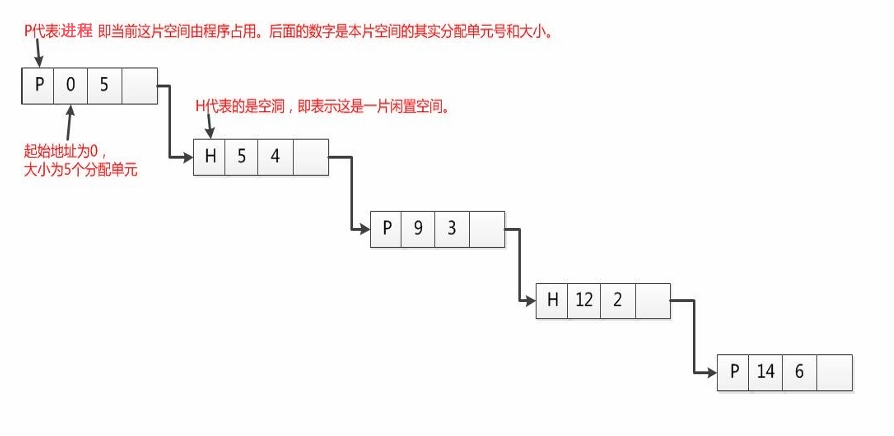 P代表进程 即当前这片空间由程序占用。后面的数字是本片空间的其实分配单元号和大小。
P 0 5
H代表的是空洞，即表示这是一片闲置空间。
起始地址为0，
大小为5个分配单元
H 5 4
P 9 3
H 12 2
P 14 6